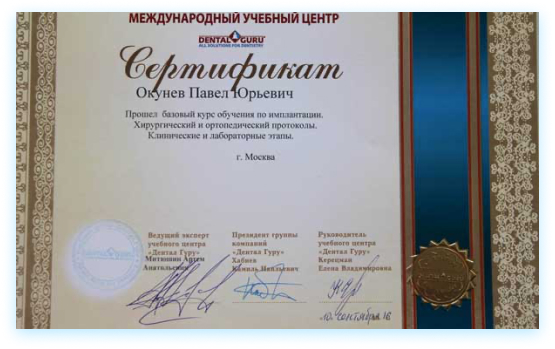 МЕЖДУНАРОДНЫЙ УЧЕБНЫЙ ЦЕНТР
DENTAL GURU
ALL SOLUTIONS FOR DENTISTRY
Сертификат
Окунев Павел Юрьевич
Прошел базовый курс обучения по имплантации.
Хирургический и ортопедический протоколы.
Клинические и лабораторные этапы.
г. Москва
Ведущий эксперт
учебного центра
«Дентал Гуру»
Митюшин Артем
Анатольевич
Президент группы
компаний
«Дентал Гуру»
Хабиев
Камиль Наильевич
Руководитель
учебного центра
«Дентал Гуру»
Керецман
Елена Владимировна
10 сентября 16